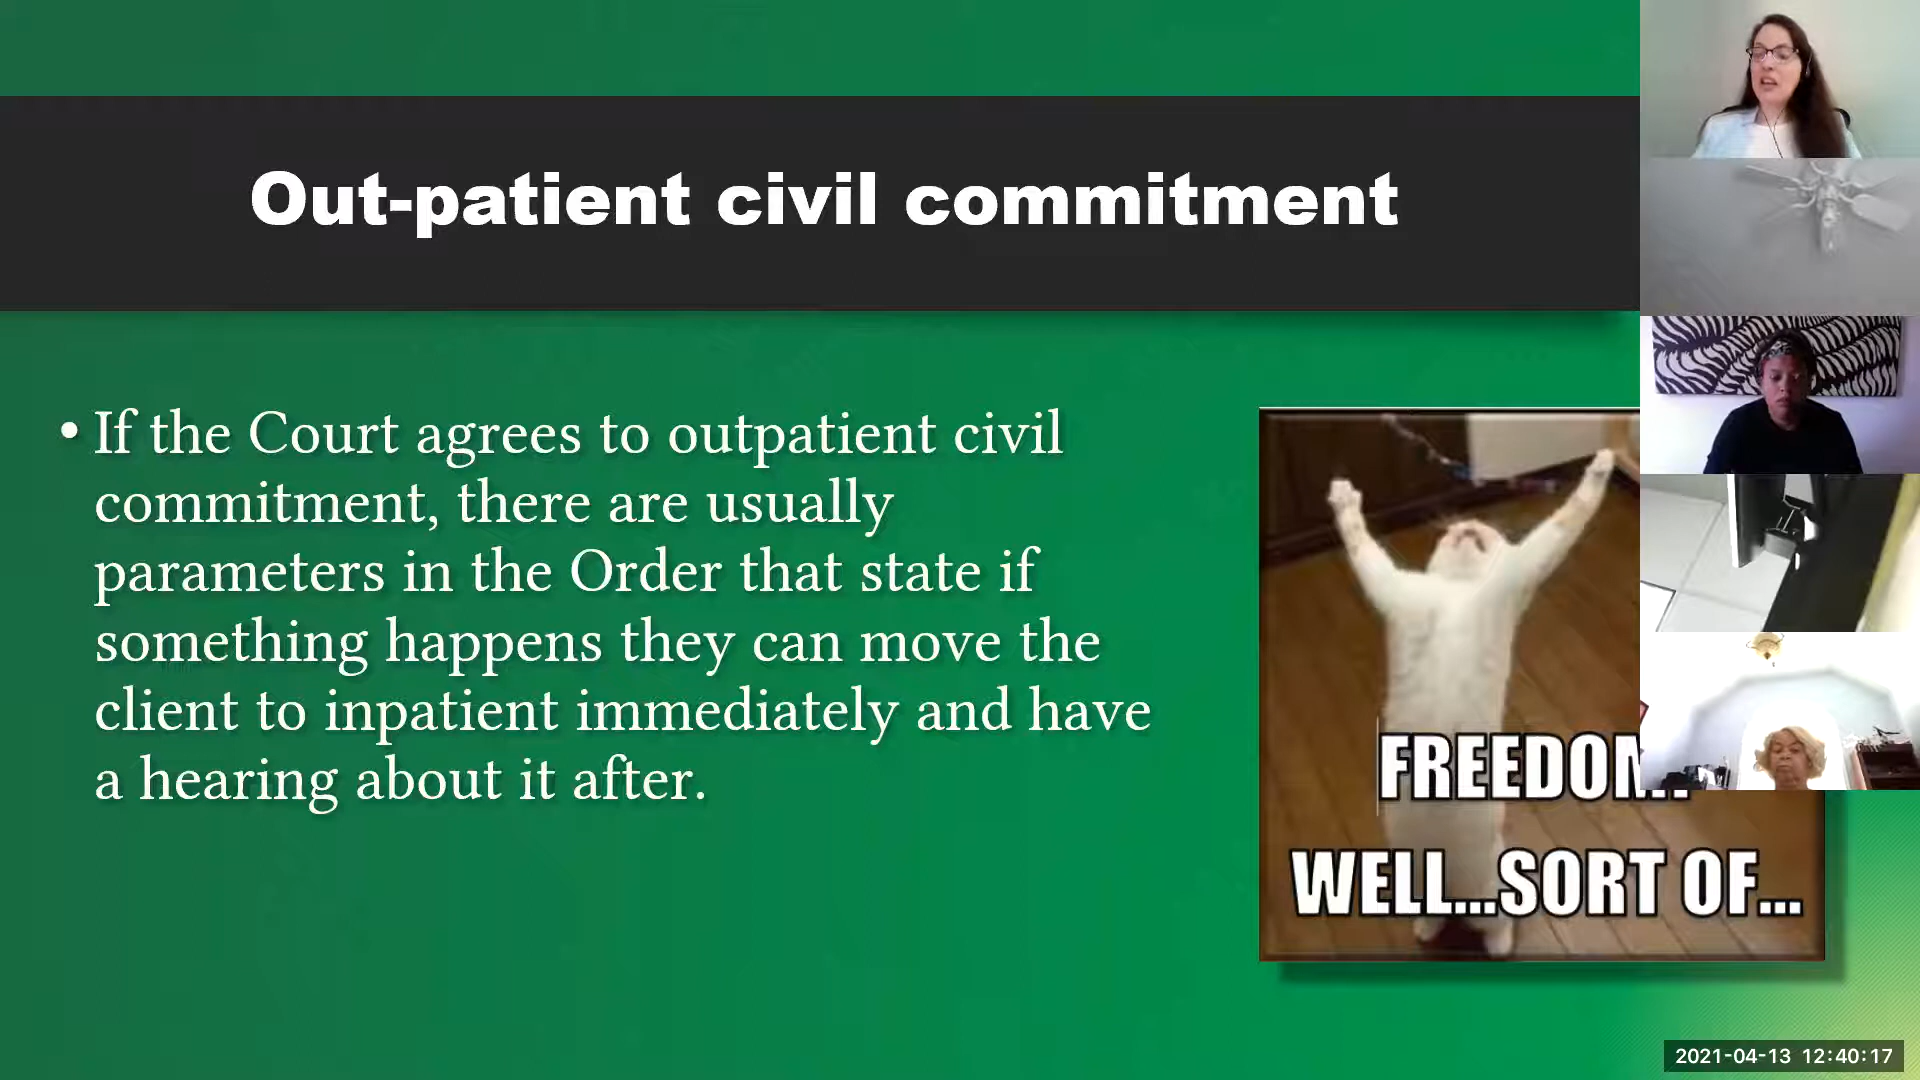 Out-patient civil commitment
• If the Court agrees to outpatient civil
commitment, there are usually
parameters in the Order that state if
something happens they can move the
client to inpatient immediately and have
a hearing about it after.
FREEDOM.
WELL...SORT OF...
2021-04-13 12:40:17